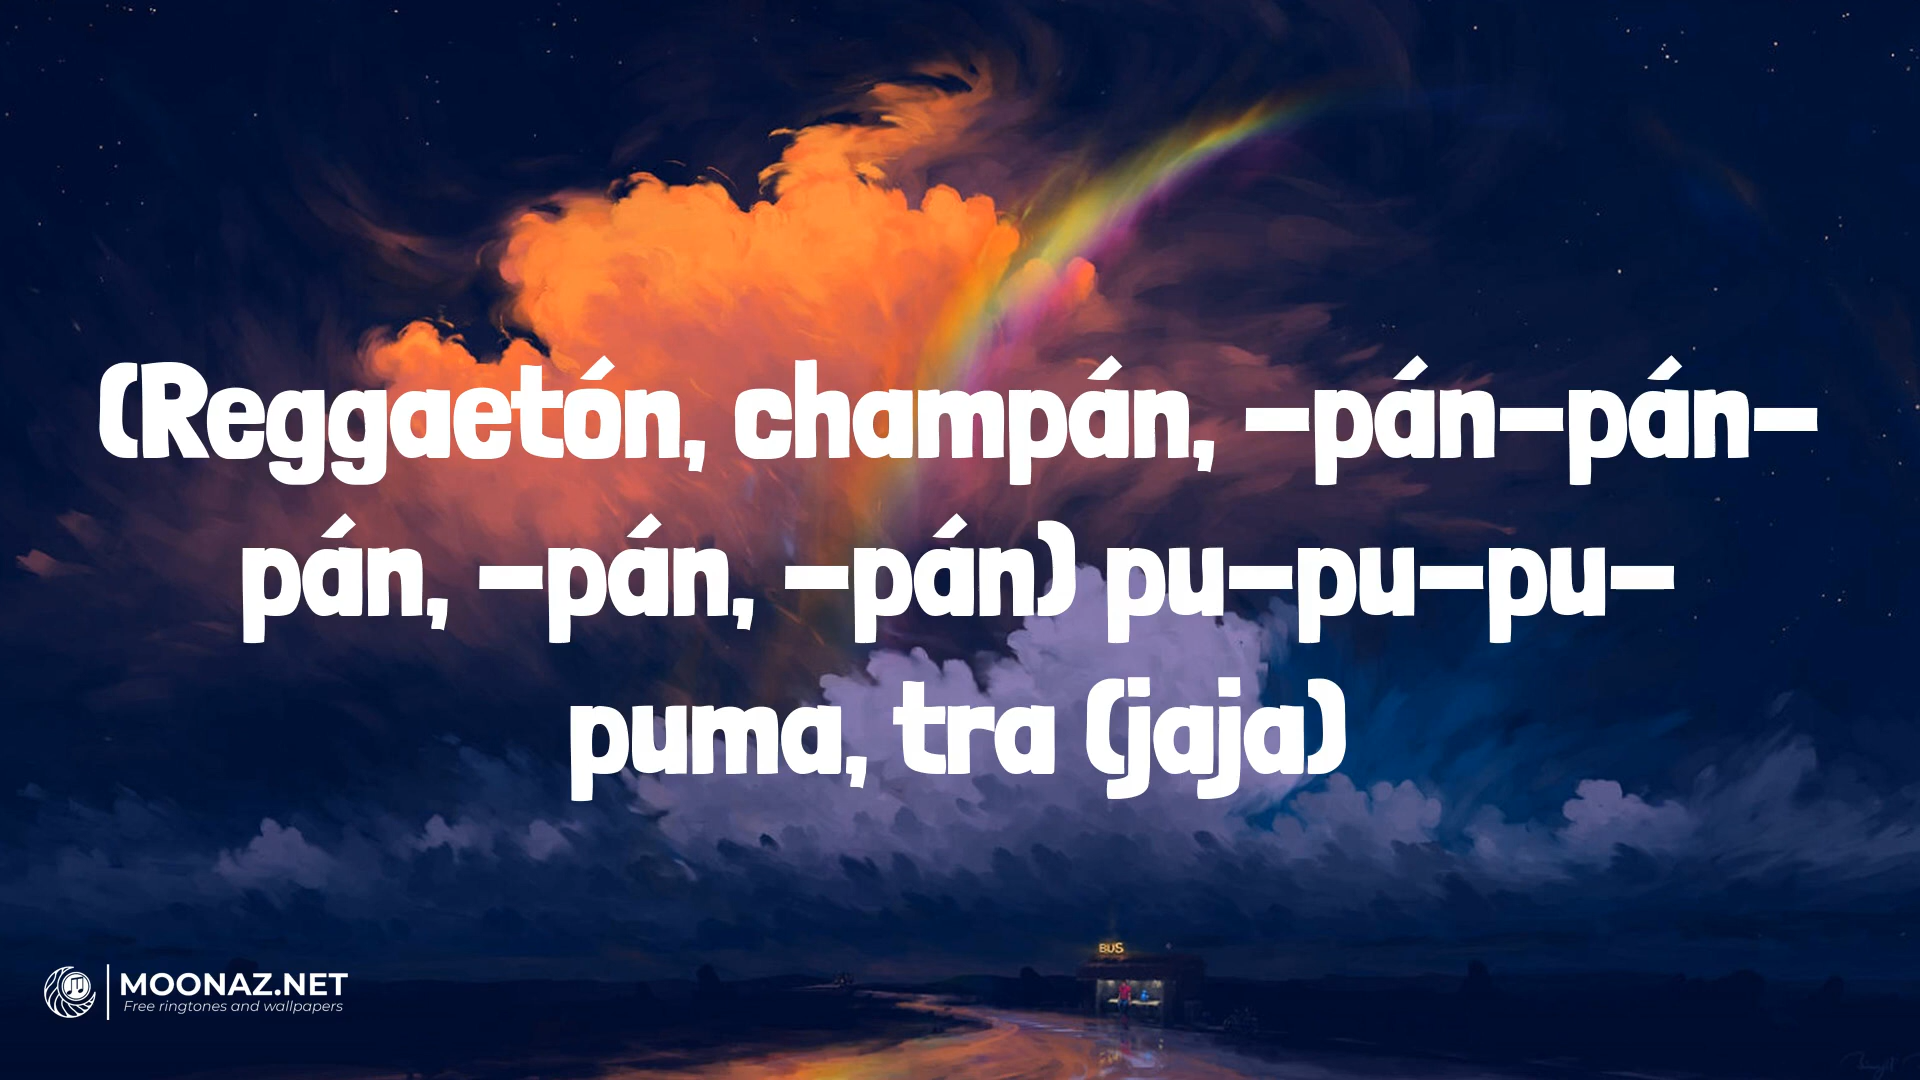 (Reggaetón, champán, -pán-pán-
pán, -pán, -pán) pu-pu-pu-
puma, tra (jaja)
BUS
MOONAZ.NET
Free ringtones and wallpapers